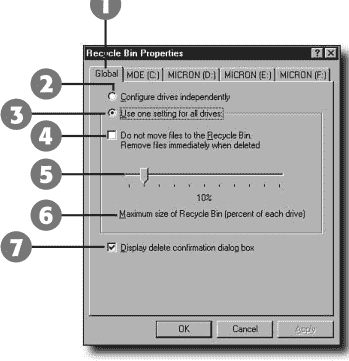 1
Recycle Bin Properties
Global MOE (C:) MICRON (D:) MICRON (E:) MICRON (F:)
2
Configure drives independently
3
Use one setting for all drives:
4
Do not move files to the Recycle Bin.
Remove files immediately when deleted
5
10%
6
Maximum size of Recycle Bin (percent of each drive)
7
Display delete confirmation dialog box
OK Cancel Apply